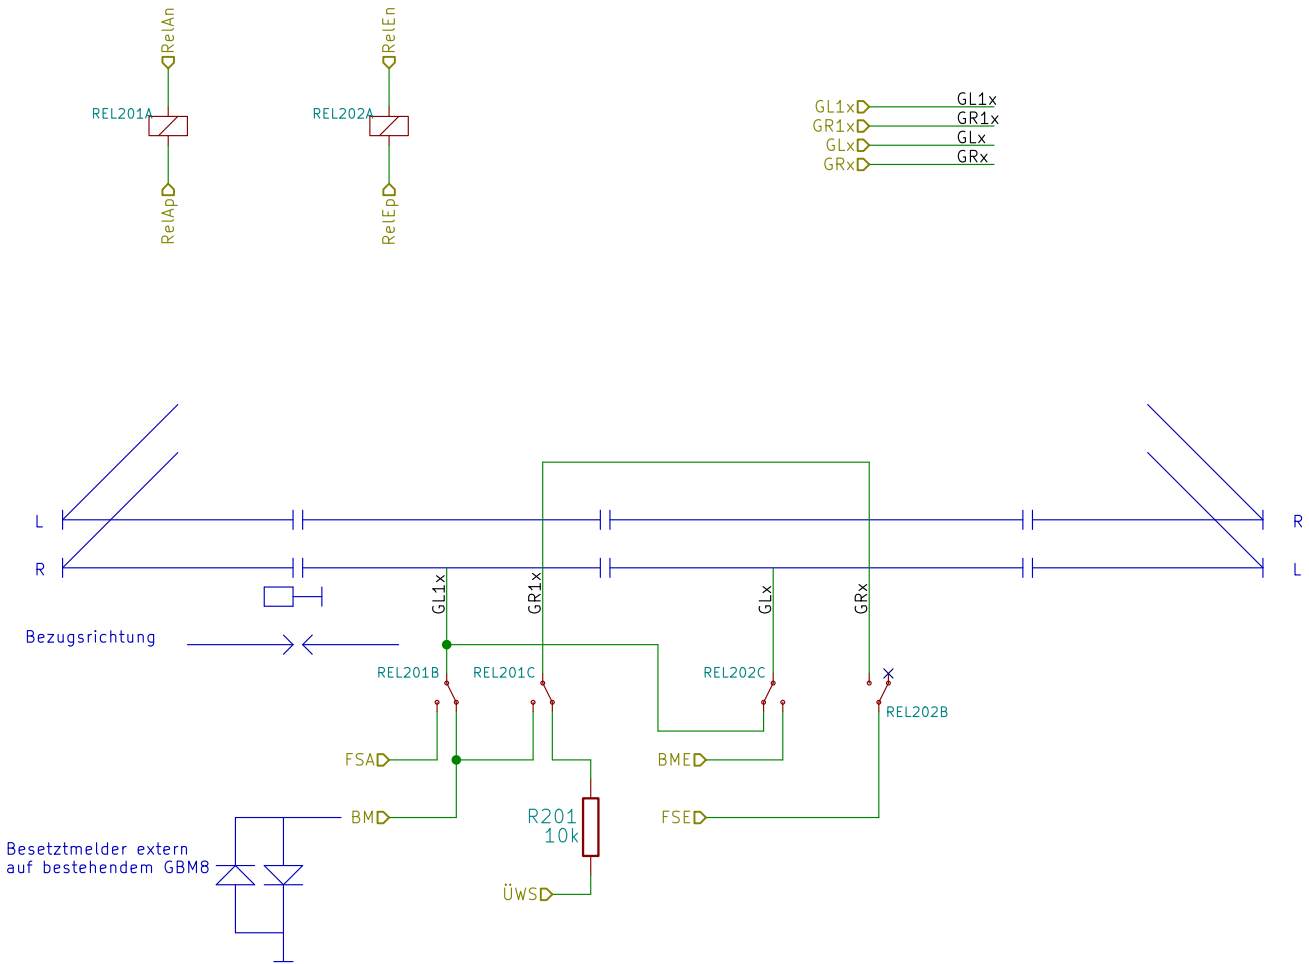 RelAn
RelEn
REL201A
REL202A
RelAp
RelEp
GL1x GL1x
GR1x GR1x
GLx GLx
GRx GRx
L
R
R
L
GL1x
GR1x
GLx
GRx
Bezugsrichtung
REL201B
REL201C
REL202C
REL202B
FSA
BME
BM
FSE
R201
10k
Besetztmelder extern
auf bestehendem GBM8
ÜWS